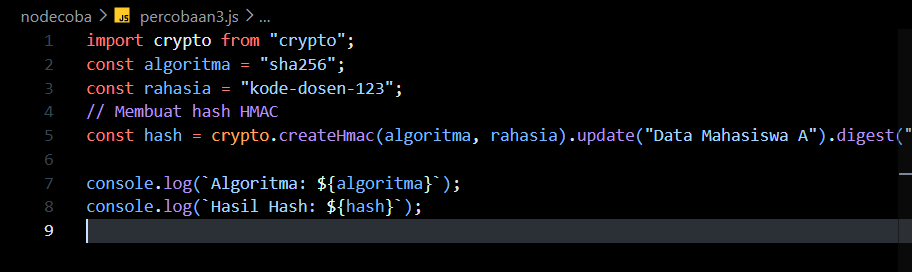 nodecoba > JS percobaan3.js > ...
1 import crypto from "crypto";
2 const algoritma = "sha256";
3 const rahasia = "kode-dosen-123";
4 // Membuat hash HMAC
5 const hash = crypto.createHmac(algoritma, rahasia).update("Data Mahasiswa A").digest("
6
7 console.log(`Algoritma: ${algoritma}`);
8 console.log(`Hasil Hash: ${hash}`);
9